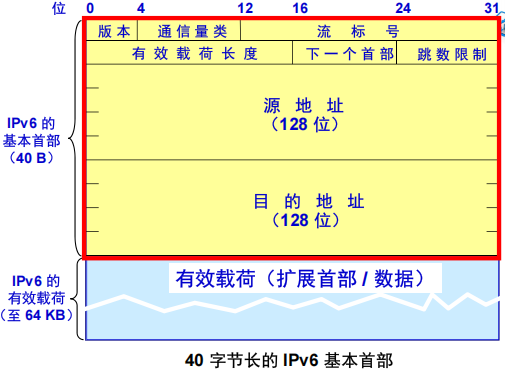 位 0 4 12 16 24 31
版本 通信量类 流标号
有效载荷长度 下一个首部 跳数限制
IPv6 的
基本首部
（40 B）
源地址
（128 位）
目的地址
（128 位）
IPv6 的
有效载荷
（至 64 KB）
有效载荷（扩展首部 / 数据）
40 字节长的 IPv6 基本首部